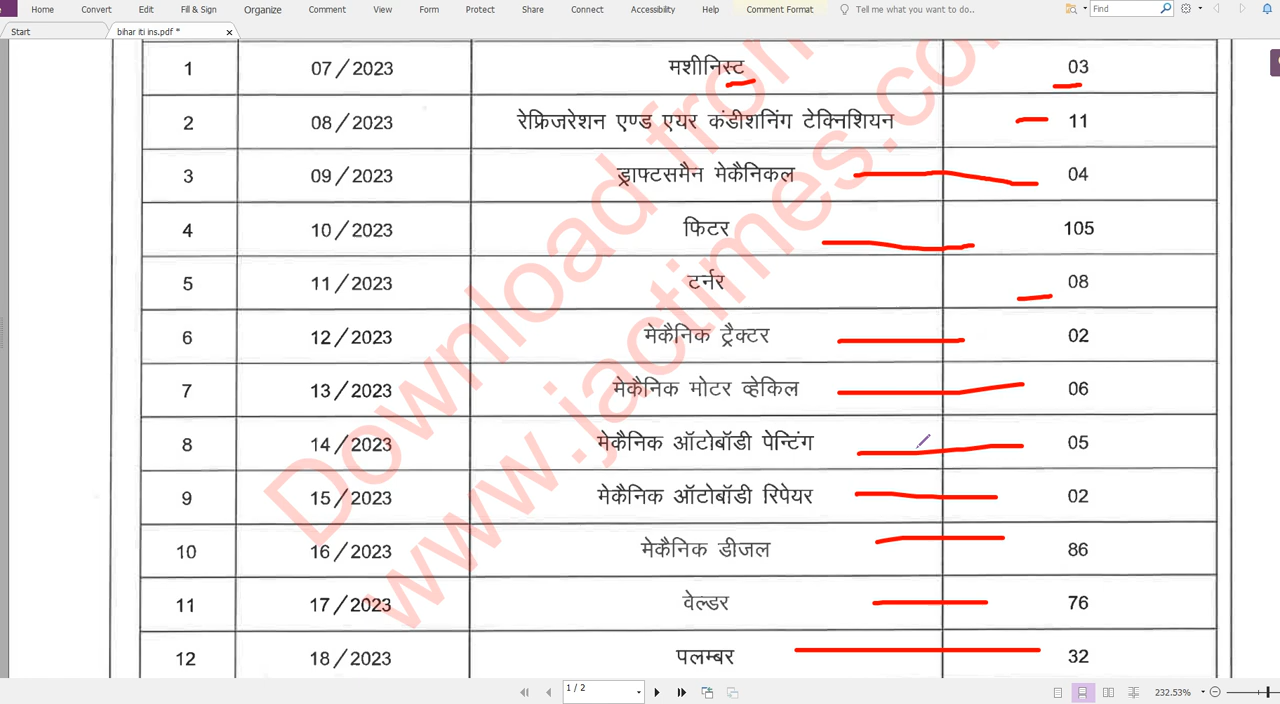 Home Convert Edit Fill & Sign Organize Comment View Form Protect Share Connect Accessibility Help Comment Format Tell me what you want to do.. Find
Start bihar iti ins.pdf * ×
1 07/2023 मशीनिस्ट 03
2 08/2023 रेफ्रिजरेशन एण्ड एयर कंडीशनिंग टेक्निशियन 11
3 09/2023 ड्राफ्टसमैन मेकैनिकल 04
4 10/2023 फिटर 105
5 11/2023 टर्नर 08
6 12/2023 मेकैनिक ट्रैक्टर 02
7 13/2023 मेकैनिक मोटर व्हेकिल 06
8 14/2023 मेकैनिक ऑटोबॉडी पेन्टिंग 05
9 15/2023 मेकैनिक ऑटोबॉडी रिपेयर 02
10 16/2023 मेकैनिक डीजल 86
11 17/2023 वेल्डर 76
12 18/2023 पलम्बर 32
Download from
www.jactimes.com
1 / 2 232.53%